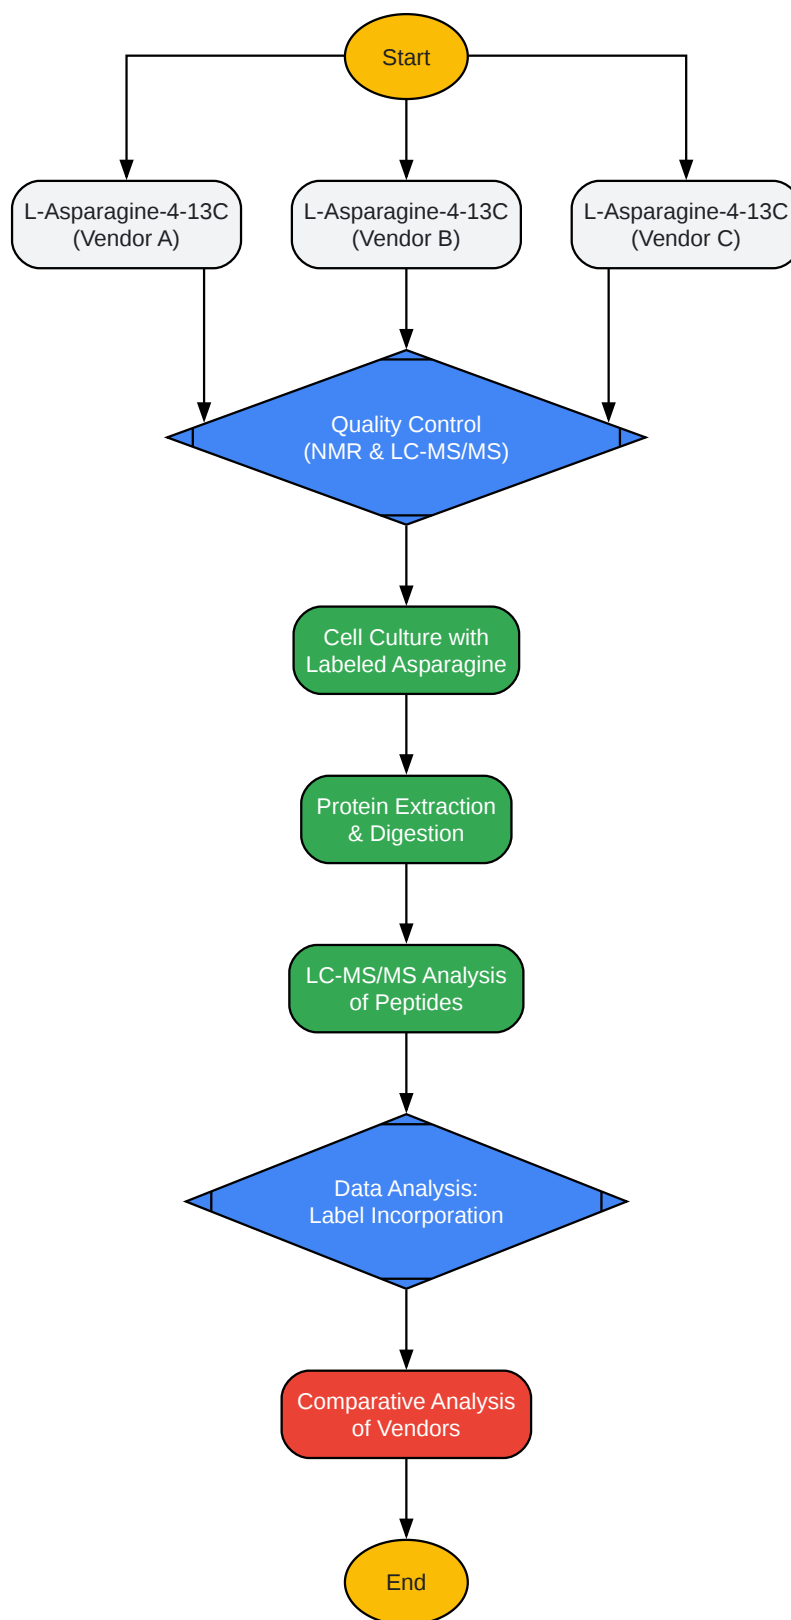 Start
L-Asparagine-4-13C
(Vendor A)
L-Asparagine-4-13C
(Vendor B)
L-Asparagine-4-13C
(Vendor C)
Quality Control
(NMR & LC-MS/MS)
Cell Culture with
Labeled Asparagine
Protein Extraction
& Digestion
LC-MS/MS Analysis
of Peptides
Data Analysis:
Label Incorporation
Comparative Analysis
of Vendors
End